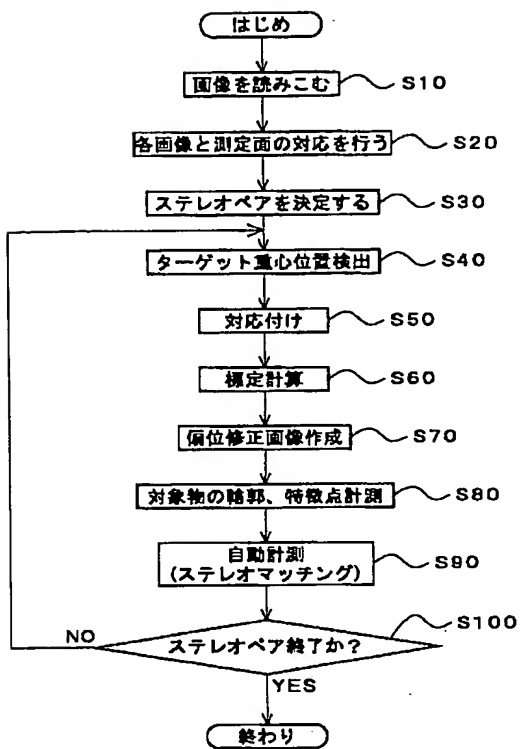 はじめ
画像を読みこむ S10
各画像と測定面の対応を行う S20
ステレオペアを決定する S30
ターゲット重心位置検出 S40
対応付け S50
標定計算 S60
偏位修正画像作成 S70
対象物の輪郭、特徴点計測 S80
自動計測
(ステレオマッチング) S90
ステレオペア終了か? S100
NO
YES
終わり